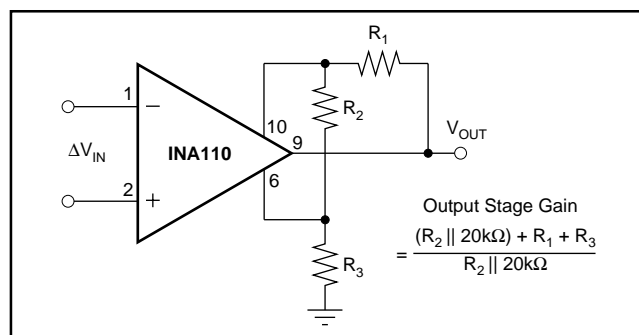 R1
1
−
10
R2
ΔVIN
INA110
9
VOUT
6
2
+
Output Stage Gain
R3
= (R2 || 20kΩ) + R1 + R3
R2 || 20kΩ